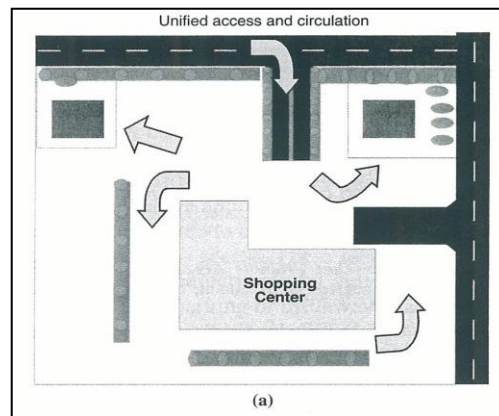 Unified access and circulation
Shopping
Center
(a)